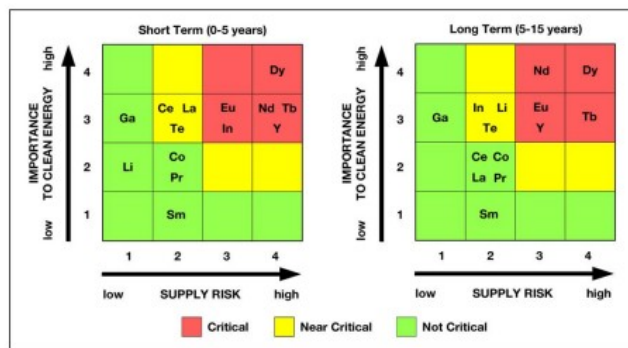 Short Term (0-5 years)
IMPORTANCE
TO CLEAN ENERGY
high
low
4
Dy
3
Ga
Ce La
Te
Eu
In
Nd Tb
Y
2
Li
Co
Pr
1
Sm
1 2 3 4
low SUPPLY RISK high
Long Term (5-15 years)
IMPORTANCE
TO CLEAN ENERGY
high
low
4
Nd
Dy
3
Ga
In Li
Te
Eu
Y
Tb
2
Ce Co
La Pr
1
Sm
1 2 3 4
low SUPPLY RISK high
Critical Near Critical Not Critical